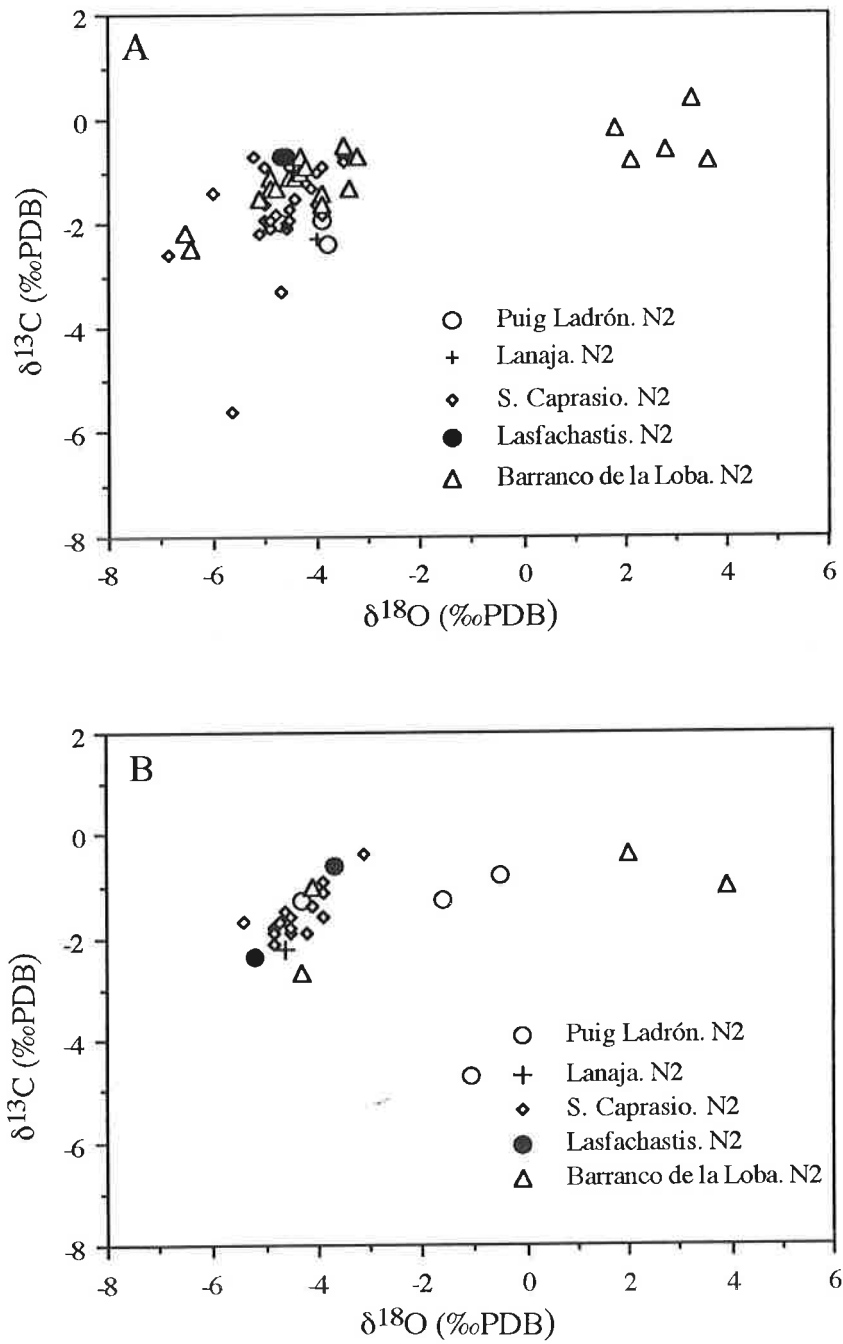 A
2
0
-2
-4
-6
-8
δ13C (‰PDB)
Puig Ladrón. N2
Lanaja. N2
S. Caprasio. N2
Lasfachastis. N2
Barranco de la Loba. N2
-8 -6 -4 -2 0 2 4 6
δ18O (‰PDB)
B
2
0
-2
-4
-6
-8
δ13C (‰PDB)
Puig Ladrón. N2
Lanaja. N2
S. Caprasio. N2
Lasfachastis. N2
Barranco de la Loba. N2
-8 -6 -4 -2 0 2 4 6
δ18O (‰PDB)